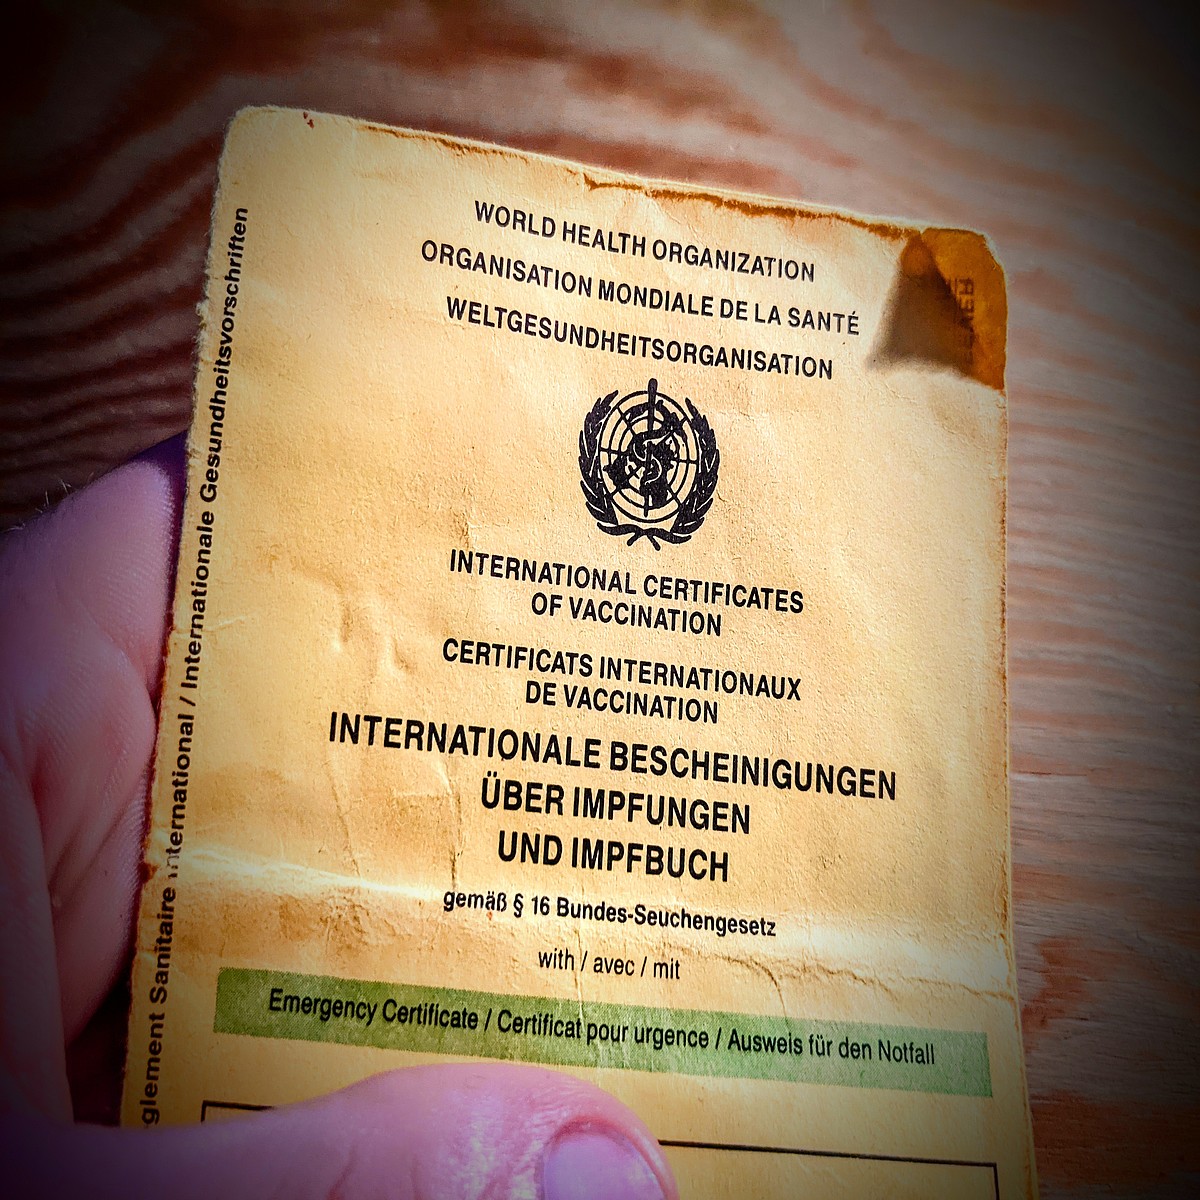 WORLD HEALTH ORGANIZATION
ORGANISATION MONDIALE DE LA SANTÉ
WELTGESUNDHEITSORGANISATION
INTERNATIONAL CERTIFICATES
OF VACCINATION
CERTIFICATS INTERNATIONAUX
DE VACCINATION
INTERNATIONALE BESCHEINIGUNGEN
ÜBER IMPFUNGEN
UND IMPFBUCH
gemäß § 16 Bundes-Seuchengesetz
with / avec / mit
Emergency Certificate / Certificat pour urgence / Ausweis für den Notfall
glement Sanitaire International / Internationale Gesundheitsvorschriften